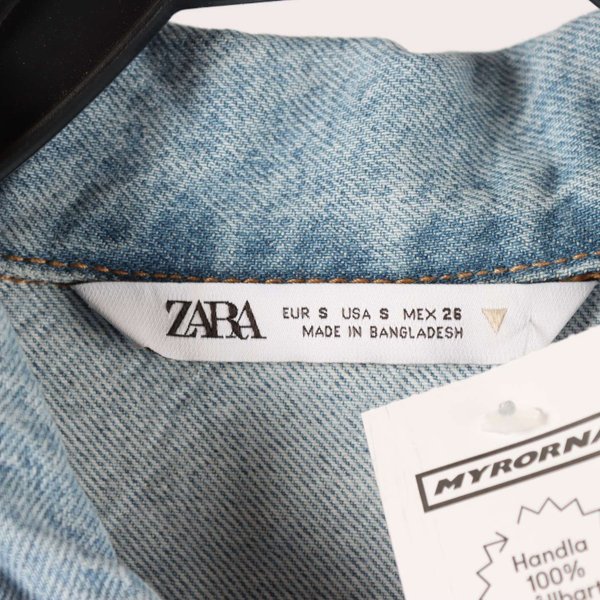 ZARA
EUR S USA S MEX 26
MADE IN BANGLADESH
MYRORNA
Handla
100%